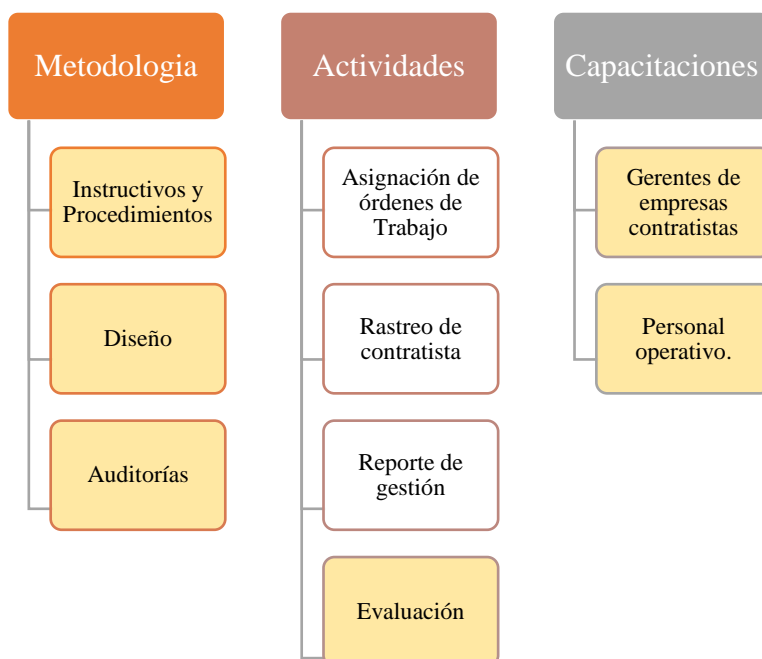 Metodologia
Instructivos y
Procedimientos
Diseño
Auditorías
Actividades
Asignación de
órdenes de
Trabajo
Rastreo de
contratista
Reporte de
gestión
Evaluación
Capacitaciones
Gerentes de
empresas
contratistas
Personal
operativo.